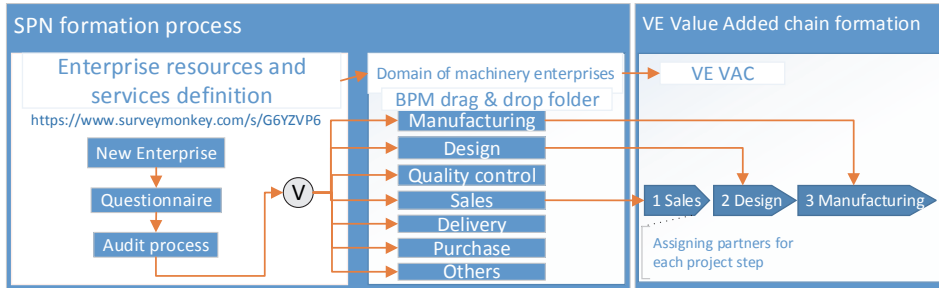 SPN formation process
VE Value Added chain formation
Enterprise resources and
services definition
https://www.surveymonkey.com/s/G6YZVP6
New Enterprise
Questionnaire
Audit process
V
Domain of machinery enterprises
BPM drag & drop folder
Manufacturing
Design
Quality control
Sales
Delivery
Purchase
Others
VE VAC
1 Sales
2 Design
3 Manufacturing
Assigning partners for
each project step